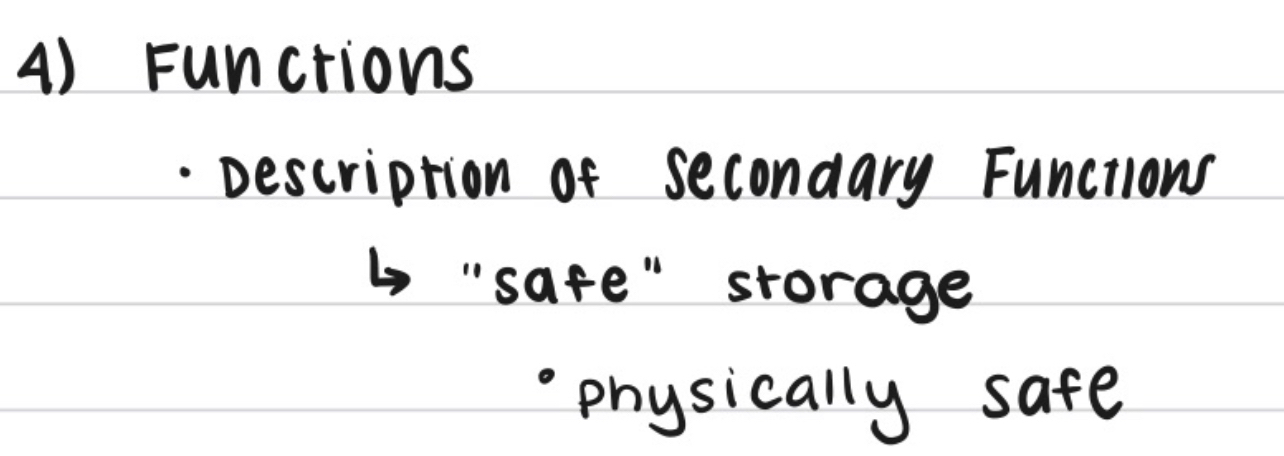 4) Functions
· Description of Secondary Functions
↳ "safe" storage
• physically safe